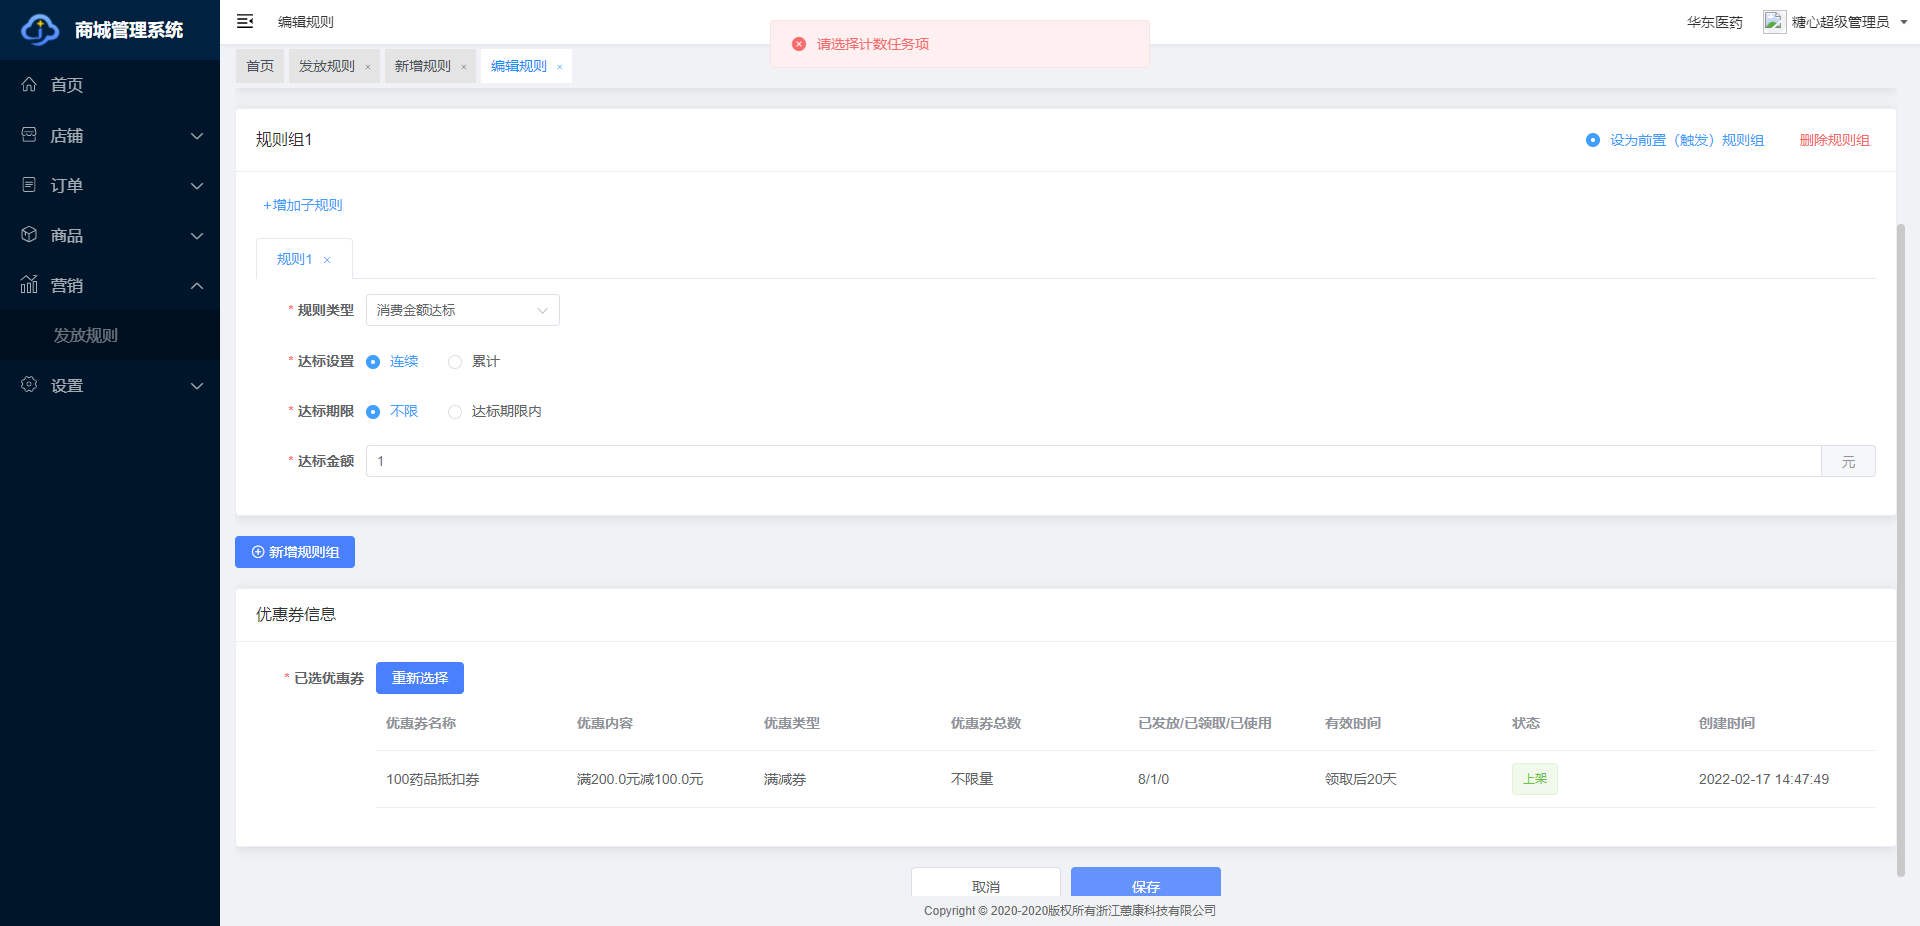 商城管理系统
编辑规则
请选择计数任务项
华东医药
糖心超级管理员
首页
店铺
订单
商品
营销
发放规则
设置
首页
发放规则 ×
新增规则 ×
编辑规则 ×
规则组1
设为前置（触发）规则组
删除规则组
+增加子规则
规则1 ×
* 规则类型 消费金额达标
* 达标设置 连续 累计
* 达标期限 不限 达标期限内
* 达标金额 1 元
新增规则组
优惠券信息
* 已选优惠券 重新选择
优惠券名称 优惠内容 优惠类型 优惠券总数 已发放/已领取/已使用 有效时间 状态 创建时间
100药品抵扣券 满200.0元减100.0元 满减券 不限量 8/1/0 领取后20天 上架 2022-02-17 14:47:49
取消 保存
Copyright © 2020-2020版权所有浙江康科技有限公司